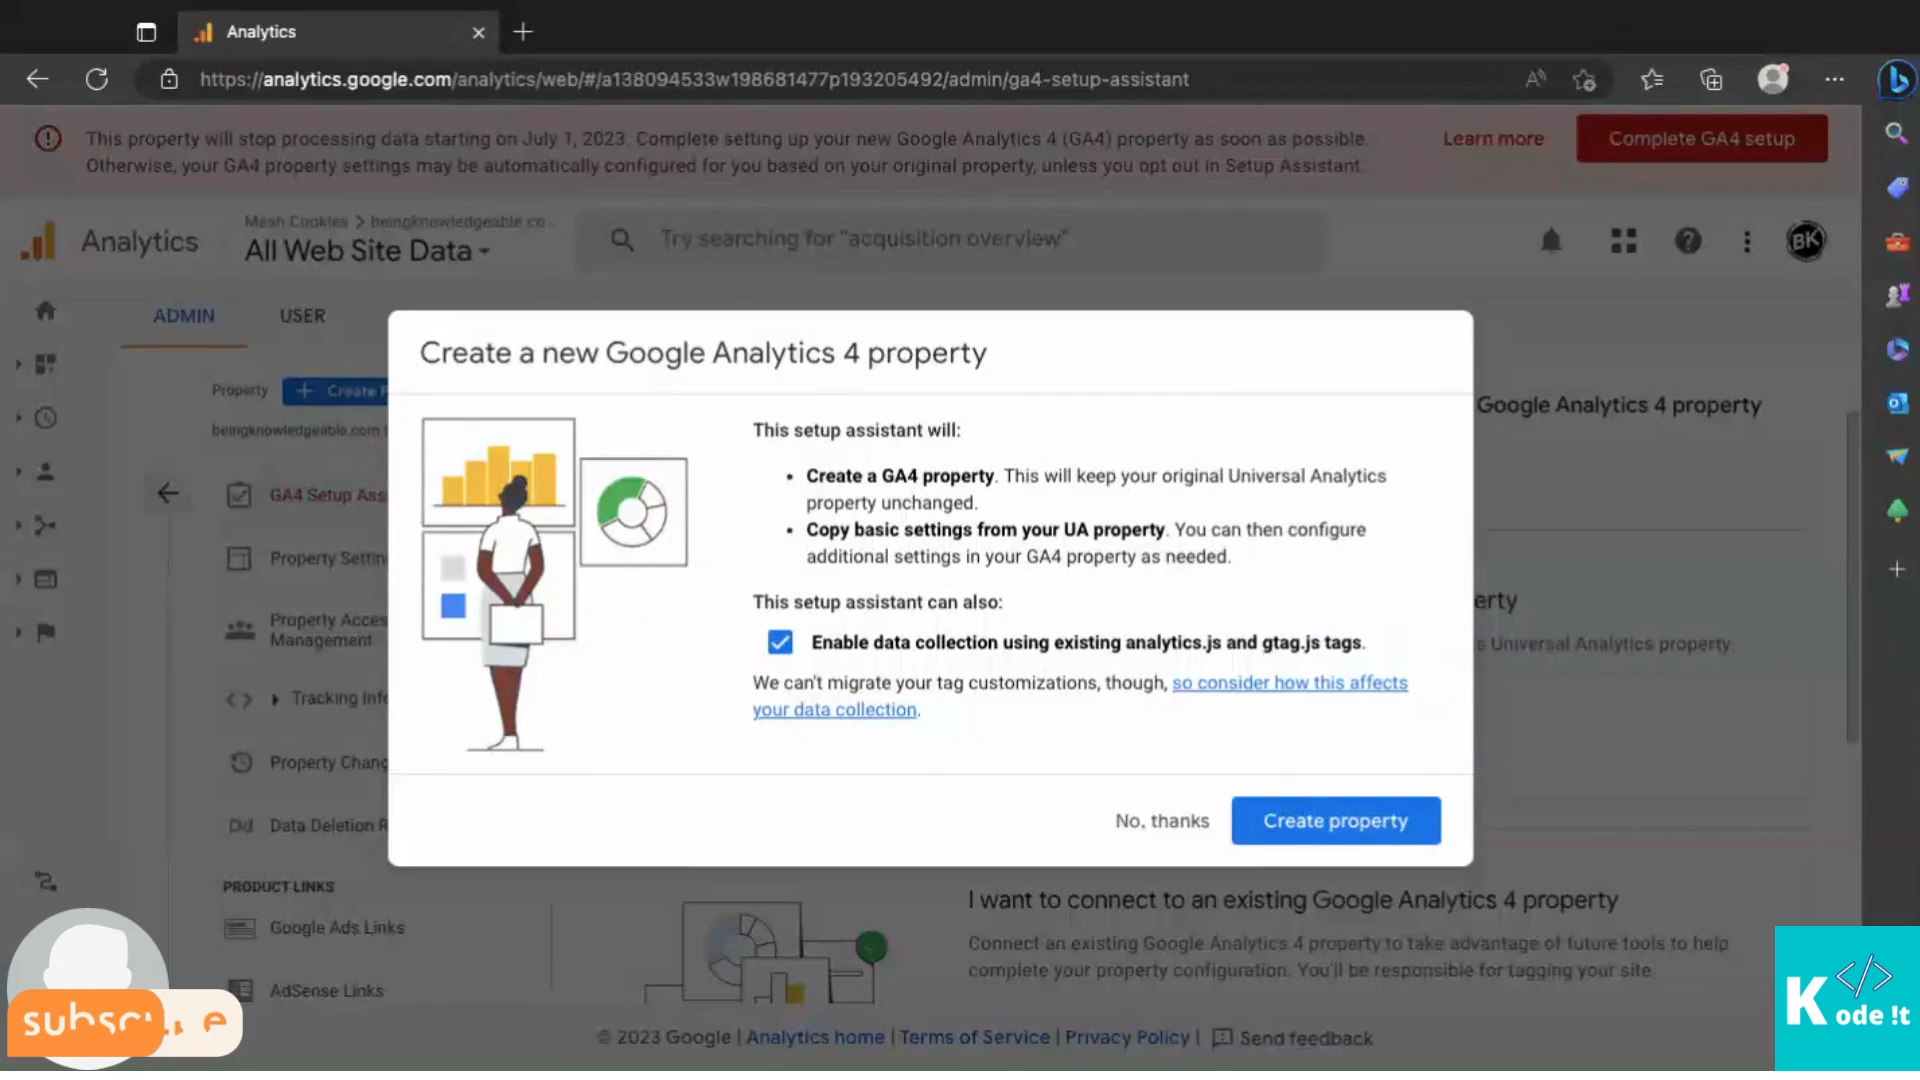 Analytics
https://analytics.google.com/analytics/web/#/a138094533w198681477p193205492/admin/ga4-setup-assistant
This property will stop processing data starting on July 1, 2023. Complete setting up your new Google Analytics 4 (GA4) property as soon as possible.
Otherwise, your GA4 property settings may be automatically configured for you based on your original property, unless you opt out in Setup Assistant.
Learn more
Complete GA4 setup
Analytics
Mesh Cookies > beingknowledgeable.co...
All Web Site Data
Try searching for "acquisition overview"
BK
ADMIN
USER
Property
+ Create P
beingknowledgeable.com
GA4 Setup Ass
Property Settin
Property Acces
Management
Tracking Info
Property Chang
Dd Data Deletion R
PRODUCT LINKS
Google Ads Links
AdSense Links
Create a new Google Analytics 4 property
This setup assistant will:
• Create a GA4 property. This will keep your original Universal Analytics
property unchanged.
• Copy basic settings from your UA property. You can then configure
additional settings in your GA4 property as needed.
This setup assistant can also:
Enable data collection using existing analytics.js and gtag.js tags.
We can't migrate your tag customizations, though, so consider how this affects
your data collection.
No, thanks
Create property
Google Analytics 4 property
erty
s Universal Analytics property.
I want to connect to an existing Google Analytics 4 property
Connect an existing Google Analytics 4 property to take advantage of future tools to help
complete your property configuration. You'll be responsible for tagging your site.
© 2023 Google | Analytics home | Terms of Service | Privacy Policy | Send feedback
K </>
ode !t